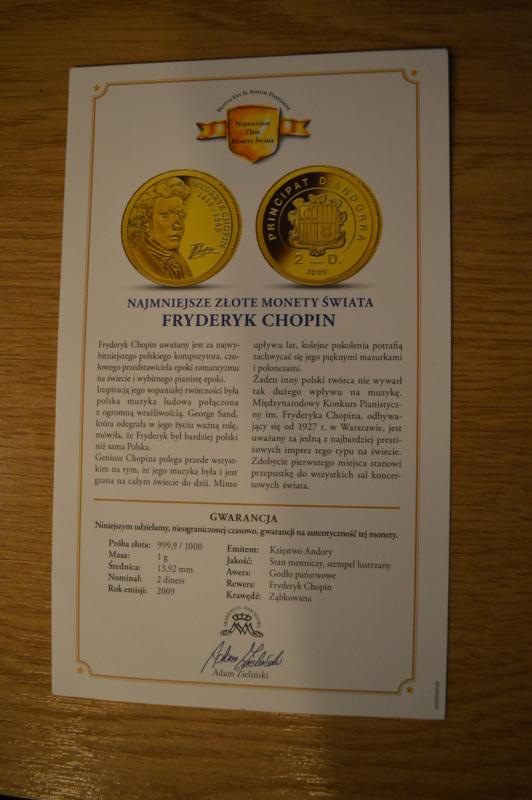 Najmniejsze
Złote
Monety Świata
FRYDERYK CHOPIN
1810-1849
PRINCIPAT D'ANDORRA
2 D.
2009
NAJMNIEJSZE ZŁOTE MONETY ŚWIATA
FRYDERYK CHOPIN
Fryderyk Chopin uważany jest za najwy-
bitniejszego polskiego kompozytora, czo-
łowego przedstawiciela epoki romantyzmu
na świecie i wybitnego pianistę epoki.
Inspiracją jego wspaniałej twórczości była
polska muzyka ludowa połączona
z ogromną wrażliwością. George Sand,
która odegrała w jego życiu ważną rolę,
mówiła, że Fryderyk był bardziej polski
niż sama Polska.
Geniusz Chopina polega przede wszyst-
kim na tym, że jego muzyka była i jest
grana na całym świecie do dziś. Mimo
upływu lat, kolejne pokolenia potrafią
zachwycać się jego pięknymi mazurkami
i polonezami.
Żaden inny polski twórca nie wywarł
tak dużego wpływu na muzykę.
Międzynarodowy Konkurs Pianistycz-
ny im. Fryderyka Chopina, odbywa-
jący się od 1927 r. w Warszawie, jest
uważany za jedną z najbardziej presti-
żowych imprez tego typu na świecie.
Zdobycie pierwszego miejsca stanowi
przepustkę do wszystkich sal koncer-
towych świata.
GWARANCJA
Niniejszym udzielamy, nieograniczonej czasowo, gwarancji na autentyczność tej monety.
Próba złota: 999,9 / 1000
Masa: 1 g
Średnica: 13,92 mm
Nominał: 2 diners
Rok emisji: 2009
Emitent: Księstwo Andory
Jakość: Stan menniczy, stempel lustrzany
Awers: Godło państwowe
Rewers: Fryderyk Chopin
Krawędź: Ząbkowana
Adam Zieliński
Adam Zieliński